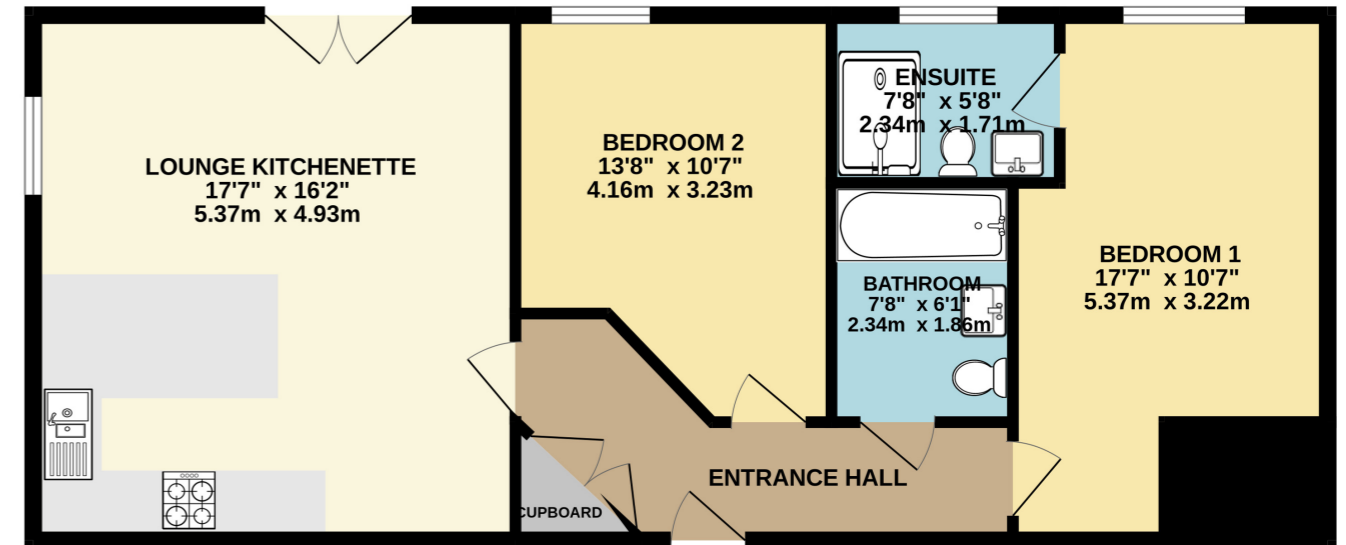 LOUNGE KITCHENETTE
17'7" x 16'2"
5.37m x 4.93m
BEDROOM 2
13'8" x 10'7"
4.16m x 3.23m
ENSUITE
7'8" x 5'8"
2.34m x 1.71m
BATHROOM
7'8" x 6'1"
2.34m x 1.86m
BEDROOM 1
17'7" x 10'7"
5.37m x 3.22m
ENTRANCE HALL
CUPBOARD